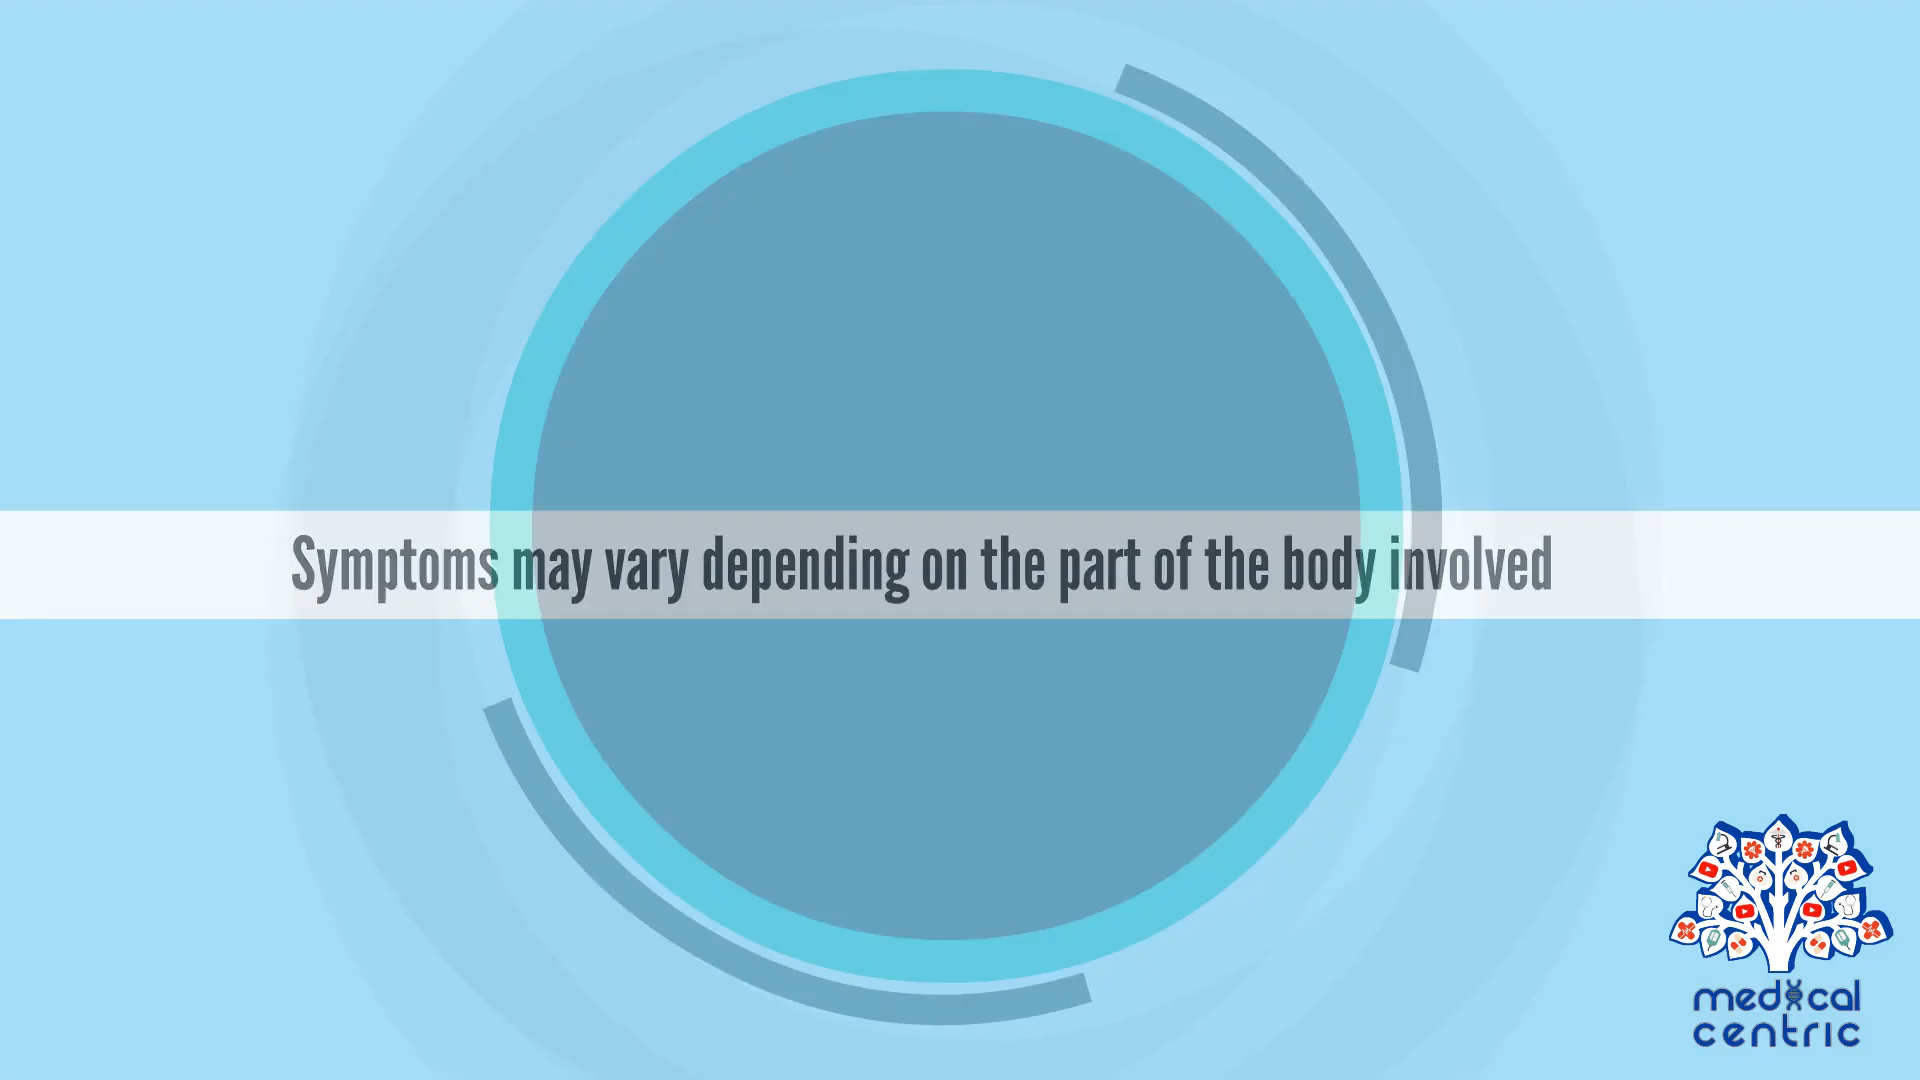 Symptoms may vary depending on the part of the body involved
medical
centric